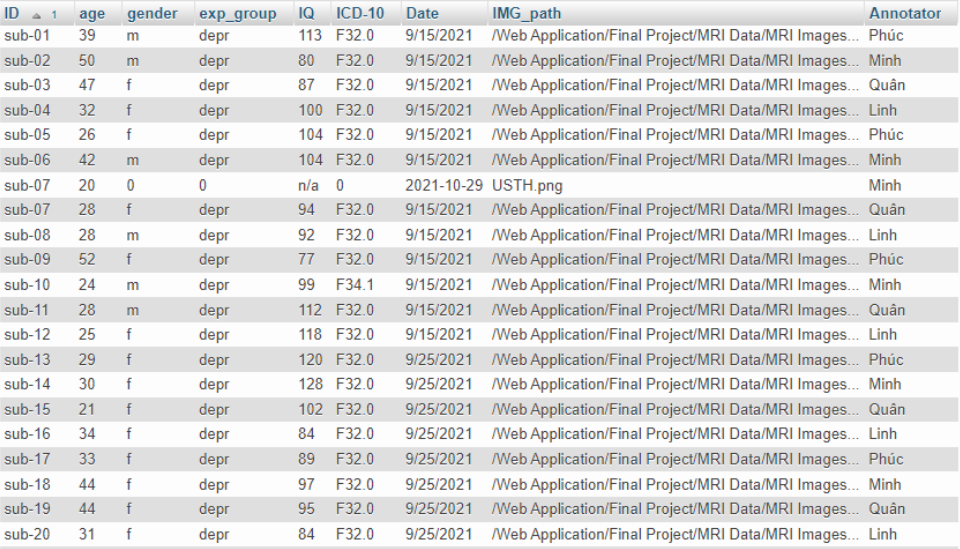 ID 1 age gender exp_group IQ ICD-10 Date IMG_path Annotator
sub-01 39 m depr 113 F32.0 9/15/2021 /Web Application/Final Project/MRI Data/MRI Images... Phúc
sub-02 50 m depr 80 F32.0 9/15/2021 /Web Application/Final Project/MRI Data/MRI Images... Minh
sub-03 47 f depr 87 F32.0 9/15/2021 /Web Application/Final Project/MRI Data/MRI Images... Quân
sub-04 32 f depr 100 F32.0 9/15/2021 /Web Application/Final Project/MRI Data/MRI Images... Linh
sub-05 26 f depr 104 F32.0 9/15/2021 /Web Application/Final Project/MRI Data/MRI Images... Phúc
sub-06 42 m depr 104 F32.0 9/15/2021 /Web Application/Final Project/MRI Data/MRI Images... Minh
sub-07 20 0 0 n/a 0 2021-10-29 USTH.png Minh
sub-07 28 f depr 94 F32.0 9/15/2021 /Web Application/Final Project/MRI Data/MRI Images... Quân
sub-08 28 m depr 92 F32.0 9/15/2021 /Web Application/Final Project/MRI Data/MRI Images... Linh
sub-09 52 f depr 77 F32.0 9/15/2021 /Web Application/Final Project/MRI Data/MRI Images... Phúc
sub-10 24 m depr 99 F34.1 9/15/2021 /Web Application/Final Project/MRI Data/MRI Images... Minh
sub-11 28 m depr 112 F32.0 9/15/2021 /Web Application/Final Project/MRI Data/MRI Images... Quân
sub-12 25 f depr 118 F32.0 9/15/2021 /Web Application/Final Project/MRI Data/MRI Images... Linh
sub-13 29 f depr 120 F32.0 9/25/2021 /Web Application/Final Project/MRI Data/MRI Images... Phúc
sub-14 30 f depr 128 F32.0 9/25/2021 /Web Application/Final Project/MRI Data/MRI Images... Minh
sub-15 21 f depr 102 F32.0 9/25/2021 /Web Application/Final Project/MRI Data/MRI Images... Quân
sub-16 34 f depr 84 F32.0 9/25/2021 /Web Application/Final Project/MRI Data/MRI Images... Linh
sub-17 33 f depr 89 F32.0 9/25/2021 /Web Application/Final Project/MRI Data/MRI Images... Phúc
sub-18 44 f depr 97 F32.0 9/25/2021 /Web Application/Final Project/MRI Data/MRI Images... Minh
sub-19 44 f depr 95 F32.0 9/25/2021 /Web Application/Final Project/MRI Data/MRI Images... Quân
sub-20 31 f depr 84 F32.0 9/25/2021 /Web Application/Final Project/MRI Data/MRI Images... Linh